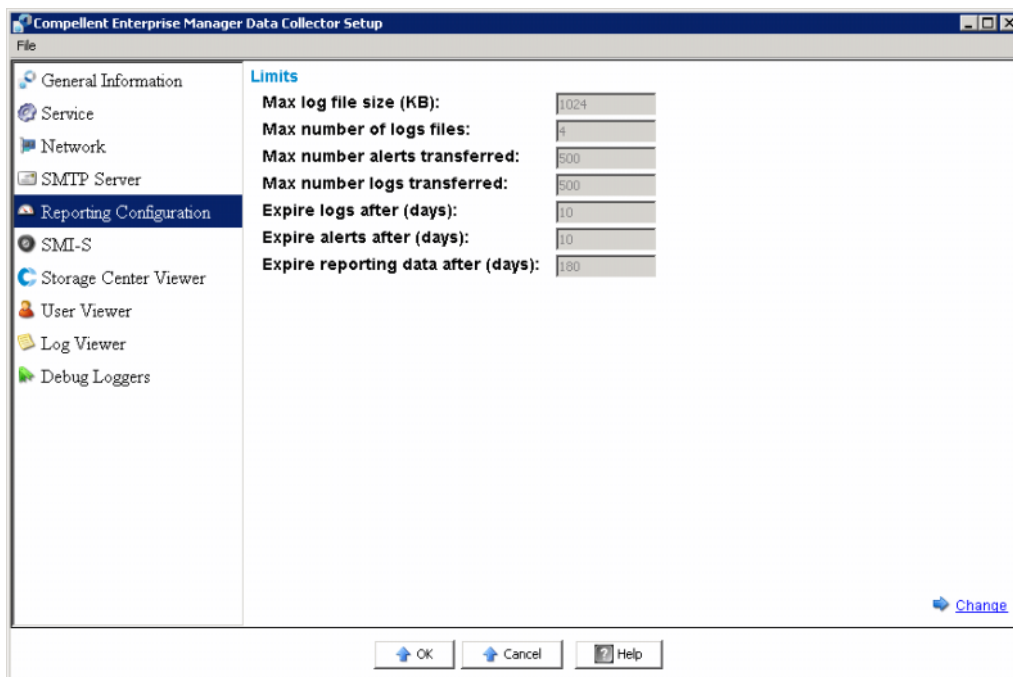 Compellent Enterprise Manager Data Collector Setup
File
General Information
Service
Network
SMTP Server
Reporting Configuration
SMI-S
Storage Center Viewer
User Viewer
Log Viewer
Debug Loggers
Limits
Max log file size (KB): 1024
Max number of logs files: 4
Max number alerts transferred: 500
Max number logs transferred: 500
Expire logs after (days): 10
Expire alerts after (days): 10
Expire reporting data after (days): 180
Change
OK Cancel ? Help